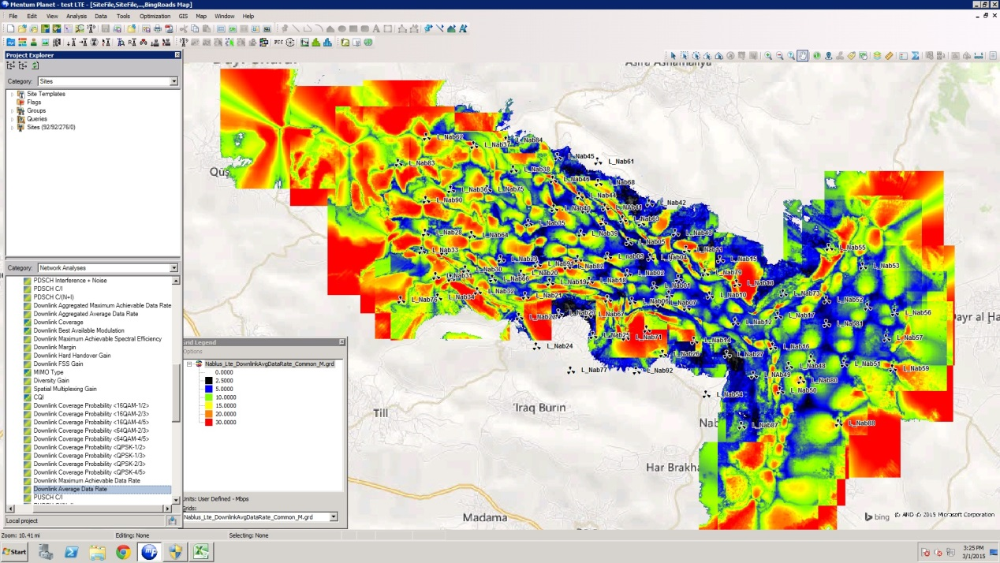 Mentum Planet - test LTE - [SiteFile,SiteFile,...,BingRoads Map]
File Edit View Analysis Data Tools Optimization GIS Map Window Help
FCC
Project Explorer
Category: Sites
Site Templates
Flags
Groups
Queries
Sites (92/92/276/0)
Category: Network Analyses
PDSCH Interference + Noise
PDSCH C/I
PDSCH C/(N+I)
Downlink Aggregated Maximum Achievable Data Rate
Downlink Aggregated Average Data Rate
Downlink Coverage
Downlink Best Available Modulation
Downlink Maximum Achievable Spectral Efficiency
Downlink Margin
Downlink Hard Handover Gain
Downlink FSS Gain
MIMO Type
Diversity Gain
Spatial Multiplexing Gain
CQI
Downlink Coverage Probability <16QAM-1/2>
Downlink Coverage Probability <16QAM-2/3>
Downlink Coverage Probability <16QAM-4/5>
Downlink Coverage Probability <64QAM-2/3>
Downlink Coverage Probability <64QAM-4/5>
Downlink Coverage Probability <QPSK-1/2>
Downlink Coverage Probability <QPSK-1/3>
Downlink Coverage Probability <QPSK-2/3>
Downlink Coverage Probability <QPSK-4/5>
Downlink Maximum Achievable Data Rate
Downlink Average Data Rate
PUSCH C/I
Local project
Grid Legend
Options
Nablus_Lte_DownlinkAvgDataRate_Common_M.grd
0.0000
2.5000
5.0000
10.0000
15.0000
20.0000
30.0000
Units: User Defined - Mbps
Grids:
Nablus_Lte_DownlinkAvgDataRate_Common_M.grd
Asira Ashamaliya
L_Nab62
L_Nab37
L_Nab84
L_Nab45
L_Nab61
L_Nab83
L_Nab38
L_Nab46
L_Nab68
L_Nab36
L_Nab75
L_Nab44
L_Nab90
L_Nab40
L_NAb41
L_Nab42
L_Nab63
L_Nab35
L_Nab28
L_Nab64
L_Nab39
L_Nab43
L_Nab05
L_Nab33
L_Nab29
L_nab03
L_Nab04
L_Nab11
L_Nab15
L_Nab55
L_Nab91
L_Nab82
L_Nab53
L_Nab30
L_Nab20
L_Nab02
L_Nab79
L_Nab31
L_Nab66
L_Nab19
L_Nab18
L_Nab01
L_Nab13
L_Nab32
L_Nab21
L_Nab10
L_Nab73
L_Nab76
L_Nab34
L_Nab06
L_Nab07
L_Nab52
L_Nab22
L_Nab23
L_Nab67
L_Nab12
L_Nab17
L_Nab56
L_Nab81
L_Nab25
L_Nab71
L_Nab14
L_Nab57
L_Nab24
L_Nab26
L_Nab27
L_Nab16
L_Nab77
L_Nab92
L_Nab48
L_Nab51
L_Nab59
L_NAb49
L_Nab80
L_Nab54
L_Nab50
L_Nab87
L_Nab88
Till
'Iraq Burin
Nab
Har Brakha
Madama
bing © AND © 2015 Microsoft Corporation
Zoom: 10.41 mi Editing: None Selecting: None
Start
3:25 PM
3/1/2015